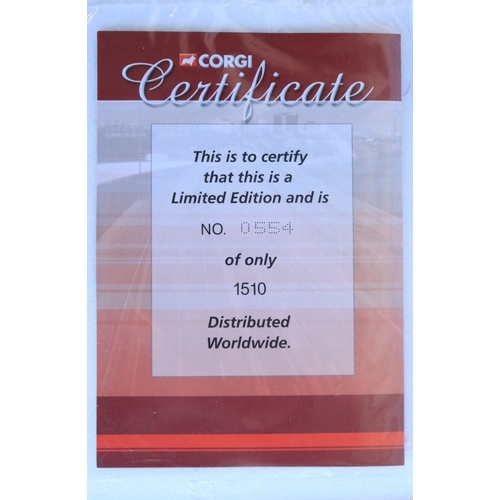 CORGI
Certificate
This is to certify
that this is a
Limited Edition and is
NO. 0554
of only
1510
Distributed
Worldwide.